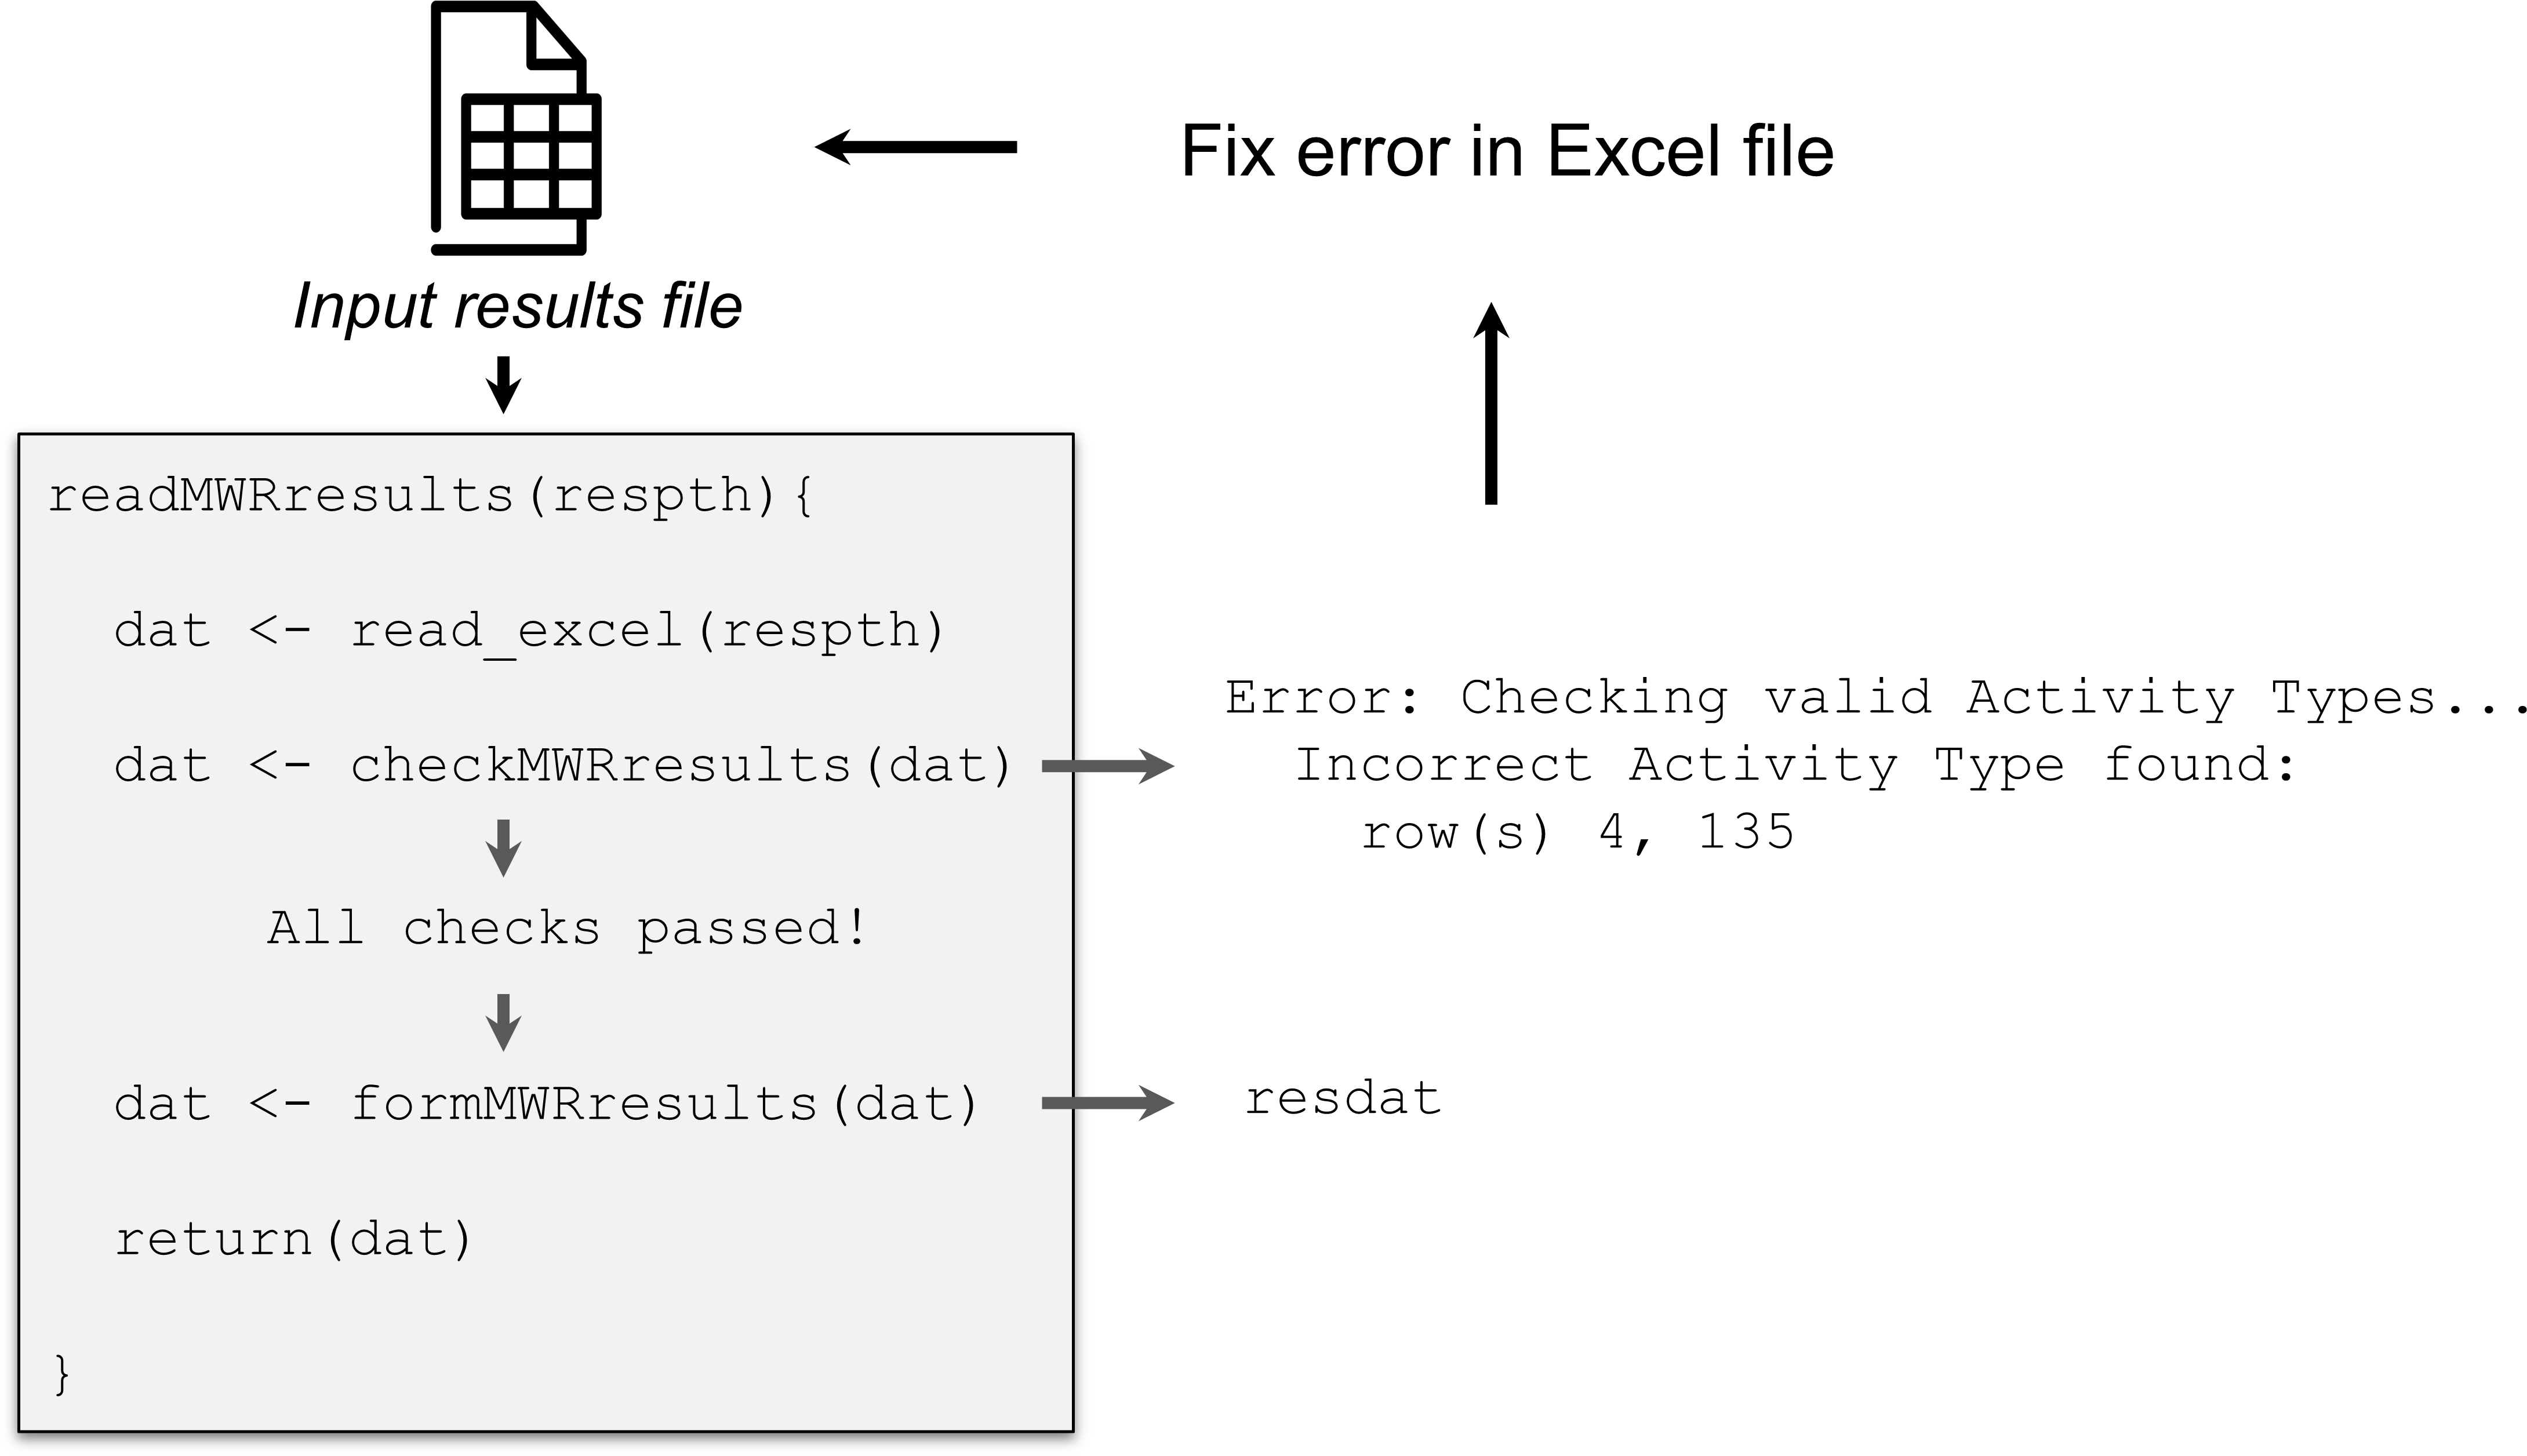 Fix error in Excel file
Input results file
readMWRresults(respth){
dat <- read_excel(respth)
dat <- checkMWRresults(dat)
All checks passed!
dat <- formMWRresults(dat)
return(dat)
}
Error: Checking valid Activity Types...
Incorrect Activity Type found:
row(s) 4, 135
resdat